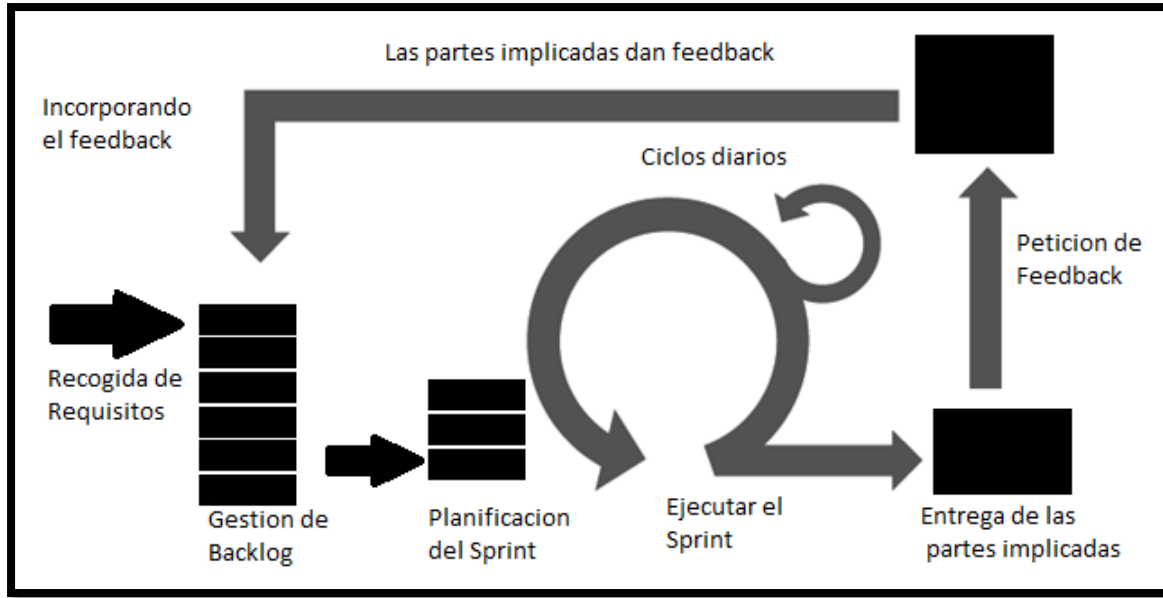 Las partes implicadas dan feedback
Incorporando
el feedback
Ciclos diarios
Peticion de
Feedback
Recogida de
Requisitos
Gestion de
Backlog
Planificacion
del Sprint
Ejecutar el
Sprint
Entrega de las
partes implicadas